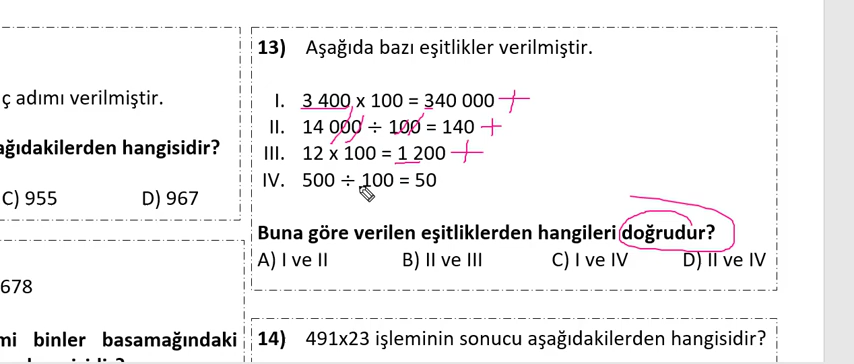 ç adımı verilmiştir.
ağıdakilerden hangisidir?
C) 955 D) 967
678
mi binler basamağındaki
13) Aşağıda bazı eşitlikler verilmiştir.
I. 3 400 x 100 = 340 000 +
II. 14 000 ÷ 100 = 140 +
III. 12 x 100 = 1 200 +
IV. 500 ÷ 100 = 50
Buna göre verilen eşitliklerden hangileri doğrudur?
A) I ve II B) II ve III C) I ve IV D) II ve IV
14) 491x23 işleminin sonucu aşağıdakilerden hangisidir?